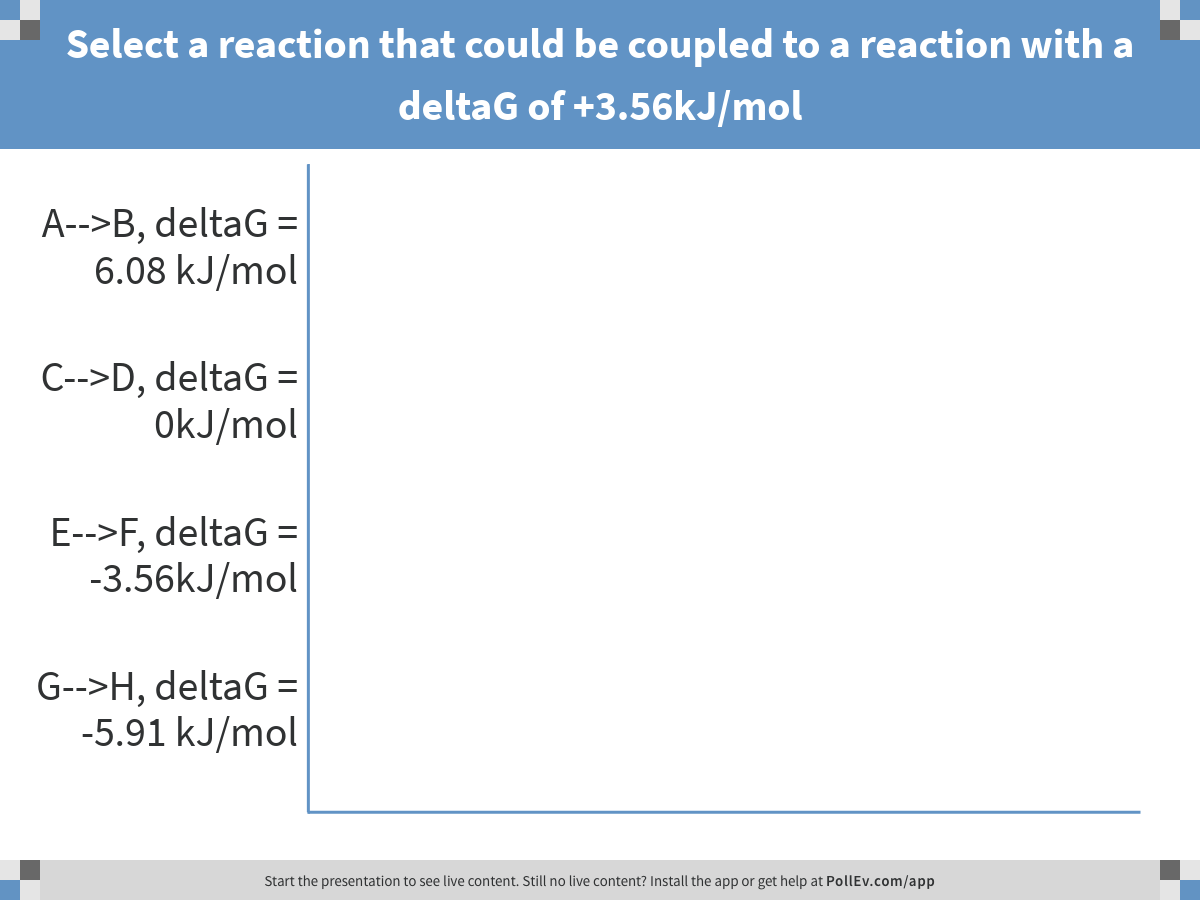 Select a reaction that could be coupled to a reaction with a
deltaG of +3.56kJ/mol
A-->B, deltaG =
6.08 kJ/mol
C-->D, deltaG =
0kJ/mol
E-->F, deltaG =
-3.56kJ/mol
G-->H, deltaG =
-5.91 kJ/mol
Start the presentation to see live content. Still no live content? Install the app or get help at PollEv.com/app